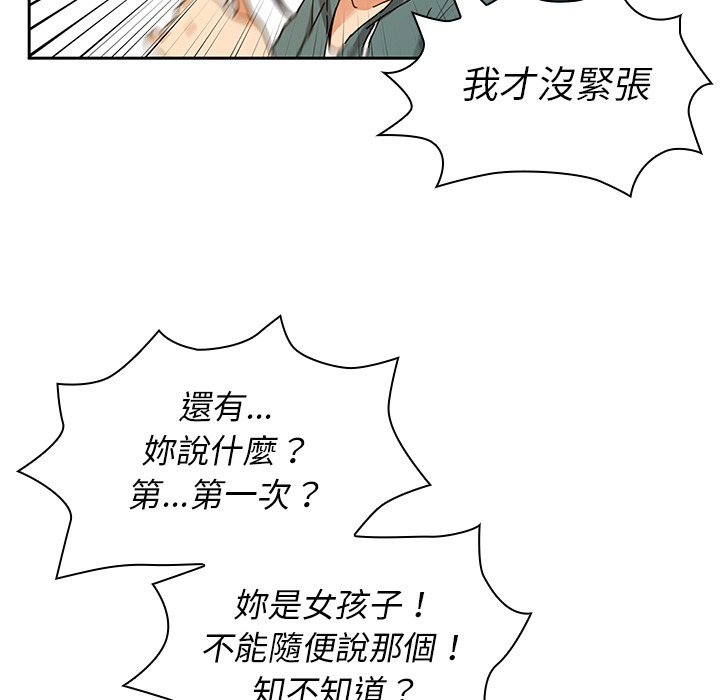 我才沒緊張
還有...
妳說什麼？
第...第一次？
妳是女孩子！
不能隨便說那個！
知不知道？